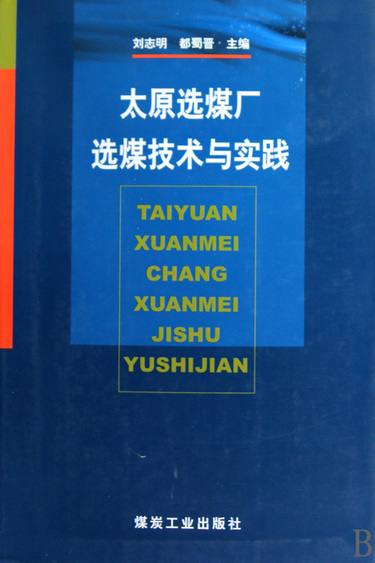 刘志明 都蜀晋·主编
太原选煤厂
选煤技术与实践
TAIYUAN
XUANMEI
CHANG
XUANMEI
JISHU
YUSHIJIAN
煤炭工业出版社
B